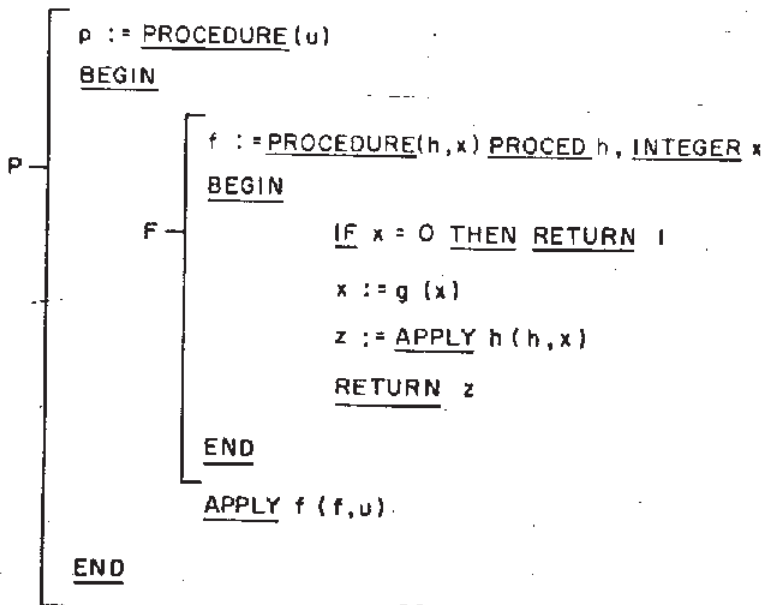 p := PROCEDURE(u)
BEGIN
f := PROCEDURE(h,x) PROCED h, INTEGER x
P
BEGIN
F
IF x = 0 THEN RETURN 1
x := g (x)
z := APPLY h(h,x)
RETURN z
END
APPLY f (f,u).
END